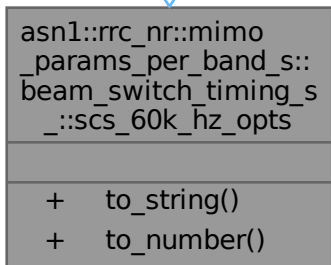 asn1::rrc_nr::mimo
_params_per_band_s::
beam_switch_timing_s
_::scs_60k_hz_opts
+ to_string()
+ to_number()